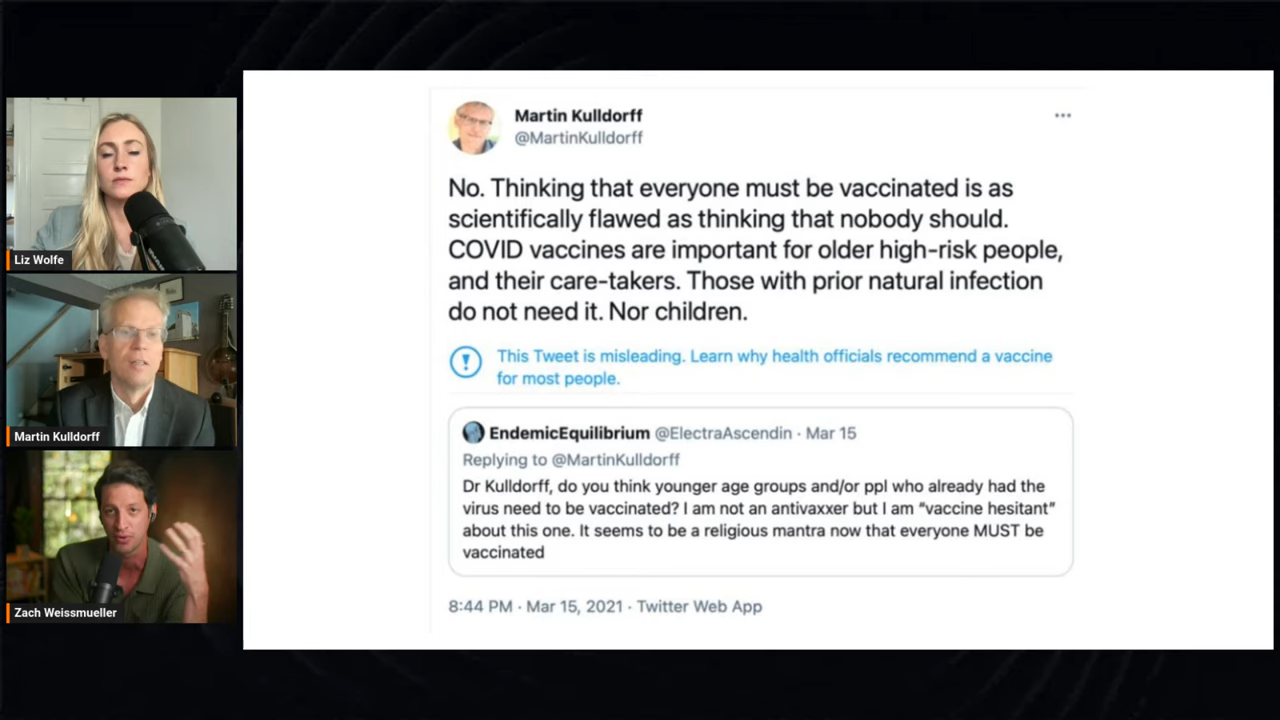 Liz Wolfe
Martin Kulldorff
Zach Weissmueller
Martin Kulldorff
@MartinKulldorff
No. Thinking that everyone must be vaccinated is as
scientifically flawed as thinking that nobody should.
COVID vaccines are important for older high-risk people,
and their care-takers. Those with prior natural infection
do not need it. Nor children.
This Tweet is misleading. Learn why health officials recommend a vaccine
for most people.
EndemicEquilibrium @ElectraAscendin · Mar 15
Replying to @MartinKulldorff
Dr Kulldorff, do you think younger age groups and/or ppl who already had the
virus need to be vaccinated? I am not an antivaxxer but I am “vaccine hesitant”
about this one. It seems to be a religious mantra now that everyone MUST be
vaccinated
8:44 PM · Mar 15, 2021 · Twitter Web App